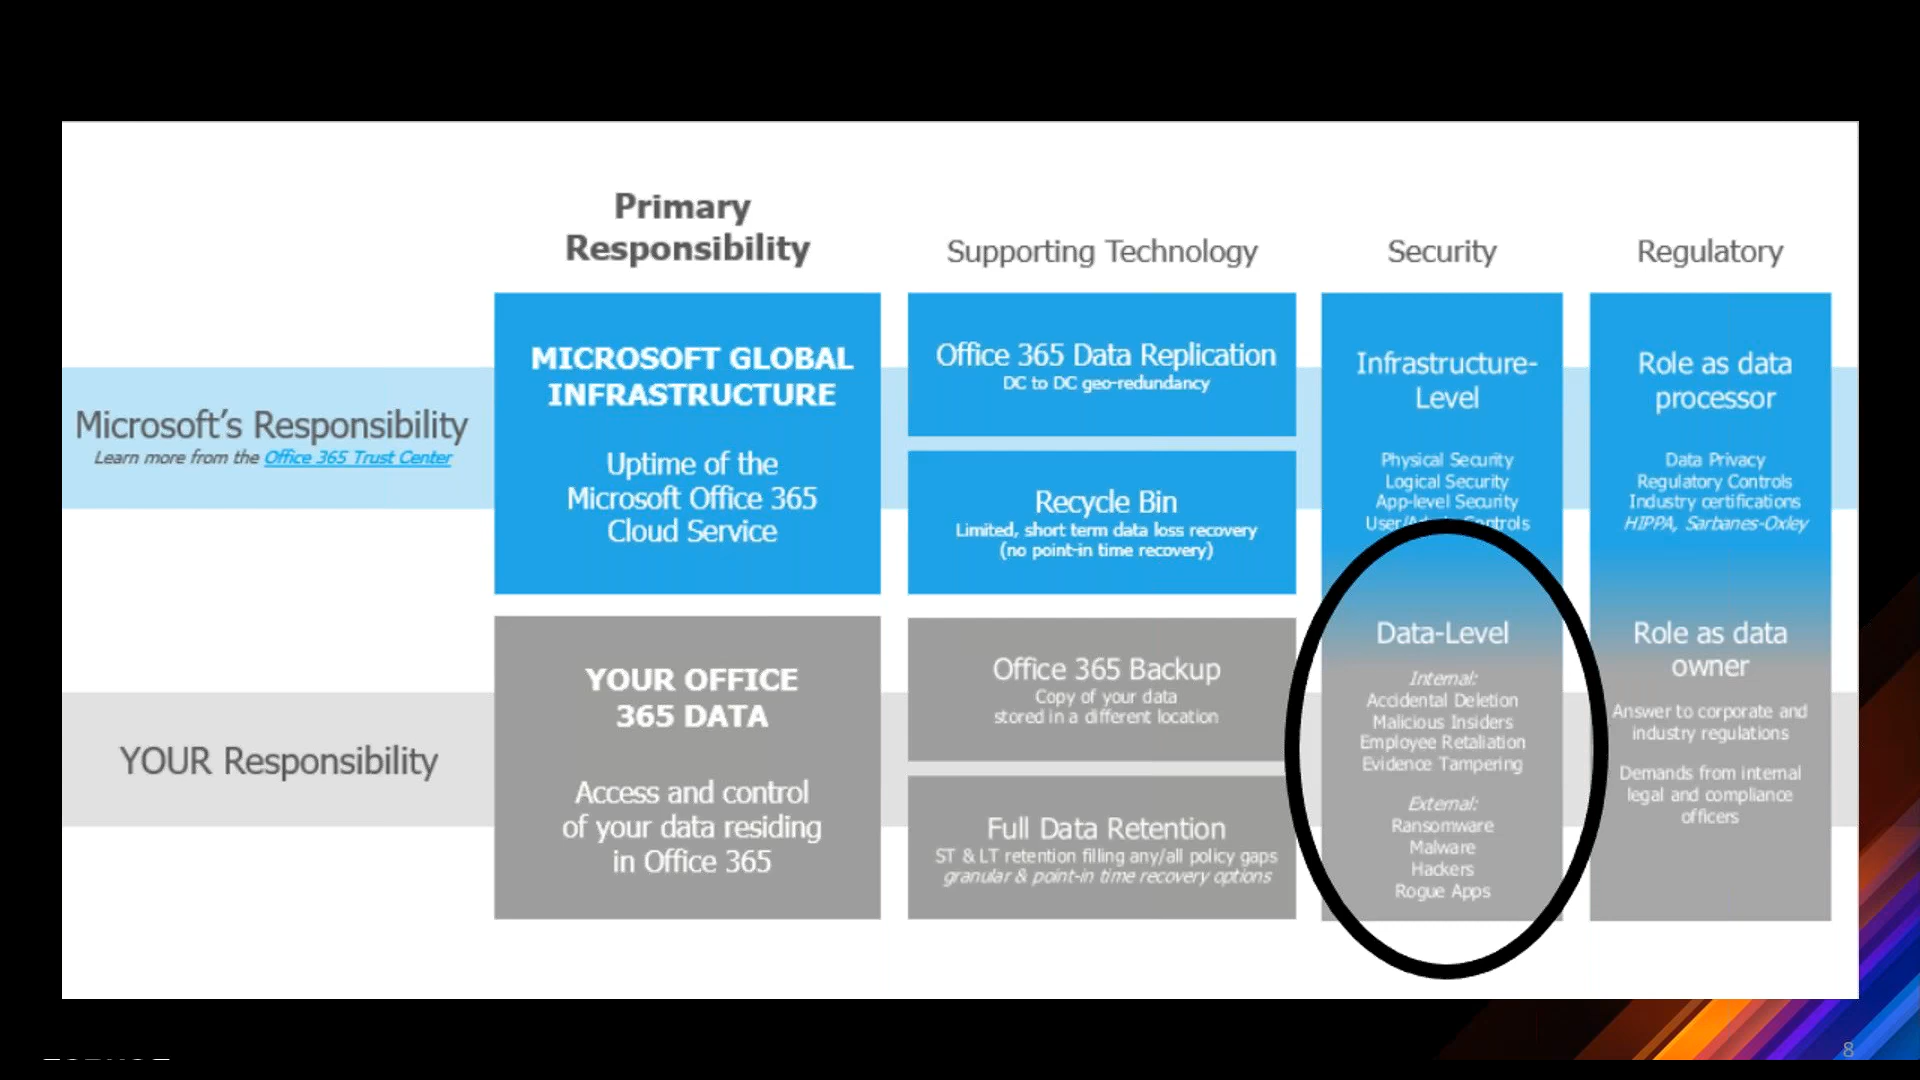 Primary
Responsibility
Supporting Technology
Security
Regulatory
Microsoft's Responsibility
Learn more from the Office 365 Trust Center
MICROSOFT GLOBAL
INFRASTRUCTURE
Uptime of the
Microsoft Office 365
Cloud Service
Office 365 Data Replication
DC to DC geo-redundancy
Recycle Bin
Limited, short term data loss recovery
(no point-in time recovery)
Infrastructure-
Level
Physical Security
Logical Security
App-level Security
User/Admin Controls
Role as data
processor
Data Privacy
Regulatory Controls
Industry certifications
HIPPA, Sarbanes-Oxley
YOUR Responsibility
YOUR OFFICE
365 DATA
Access and control
of your data residing
in Office 365
Office 365 Backup
Copy of your data
stored in a different location
Full Data Retention
ST & LT retention filling any/all policy gaps
granular & point-in time recovery options
Data-Level
Internal:
Accidental Deletion
Malicious Insiders
Employee Retaliation
Evidence Tampering
External:
Ransomware
Malware
Hackers
Rogue Apps
Role as data
owner
Answer to corporate and
industry regulations
Demands from internal
legal and compliance
officers
8